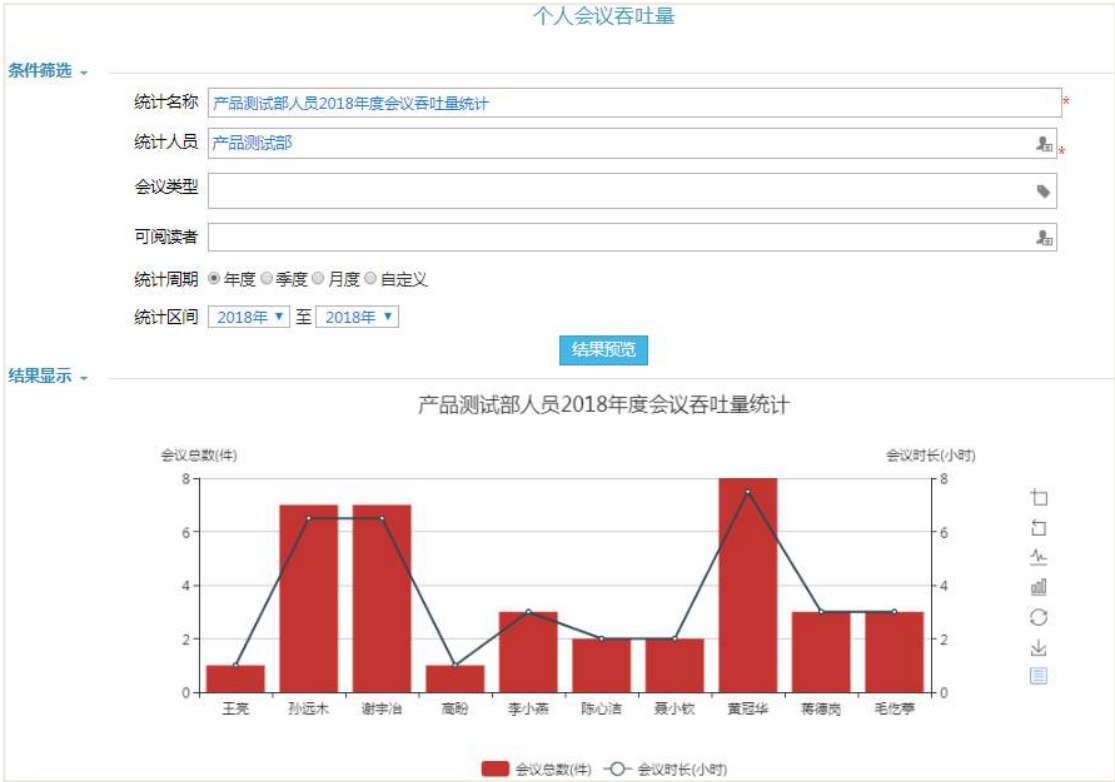 个人会议吞吐量
条件筛选
统计名称 产品测试部人员2018年度会议吞吐量统计 *
统计人员 产品测试部 *
会议类型
可阅读者
统计周期 年度 季度 月度 自定义
统计区间 2018年 至 2018年
结果预览
结果显示
产品测试部人员2018年度会议吞吐量统计
会议总数(件) 会议时长(小时)
8 8
6 6
4 4
2 2
0 0
王亮 孙远木 谢宇冶 高盼 李小燕 陈心洁 聂小钦 黄冠华 蒋德岗 毛仡夢
会议总数(件) 会议时长(小时)